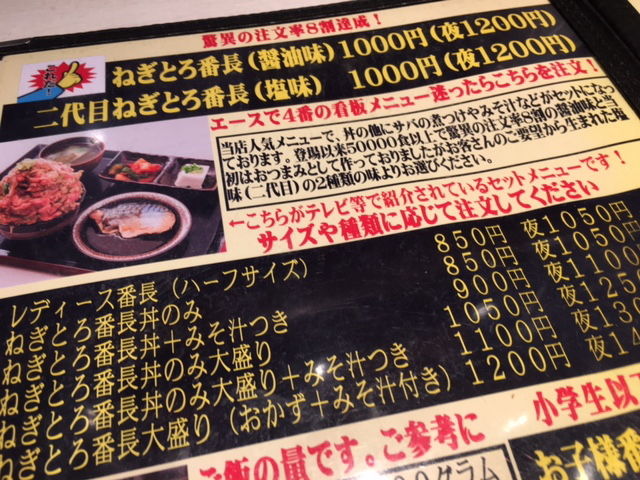 驚異の注文率8割達成！
これだ！
ねぎとろ番長（醤油味）1000円（夜1200円）
二代目ねぎとろ番長（塩味） 1000円（夜1200円）
エースで4番の看板メニュー迷ったらこちらを注文！
当店人気メニューで、丼の他にサバの煮つけやみそ汁などがセットになっ
ております。登場以来50000食以上で驚異の注文率8割の醤油味と当
初はおつまみとして作っておりましたがお客さんのご要望から生まれた塩
味（二代目）の2種類の味よりお選びください。
←こちらがテレビ等で紹介されているセットメニューです！
サイズや種類に応じて注文してください
レディース番長（ハーフサイズ） 850円 夜1050円
ねぎとろ番長丼のみ 850円 夜1050円
ねぎとろ番長丼＋みそ汁つき 900円 夜1100
ねぎとろ番長丼のみ大盛り 1050円 夜125
ねぎとろ番長丼のみ大盛り＋みそ汁つき 1100円 夜13
ねぎとろ番長大盛り（おかず＋みそ汁付き） 1200円 夜14
ご飯の量です。ご参考に
グラム
小学生以下
お子様番